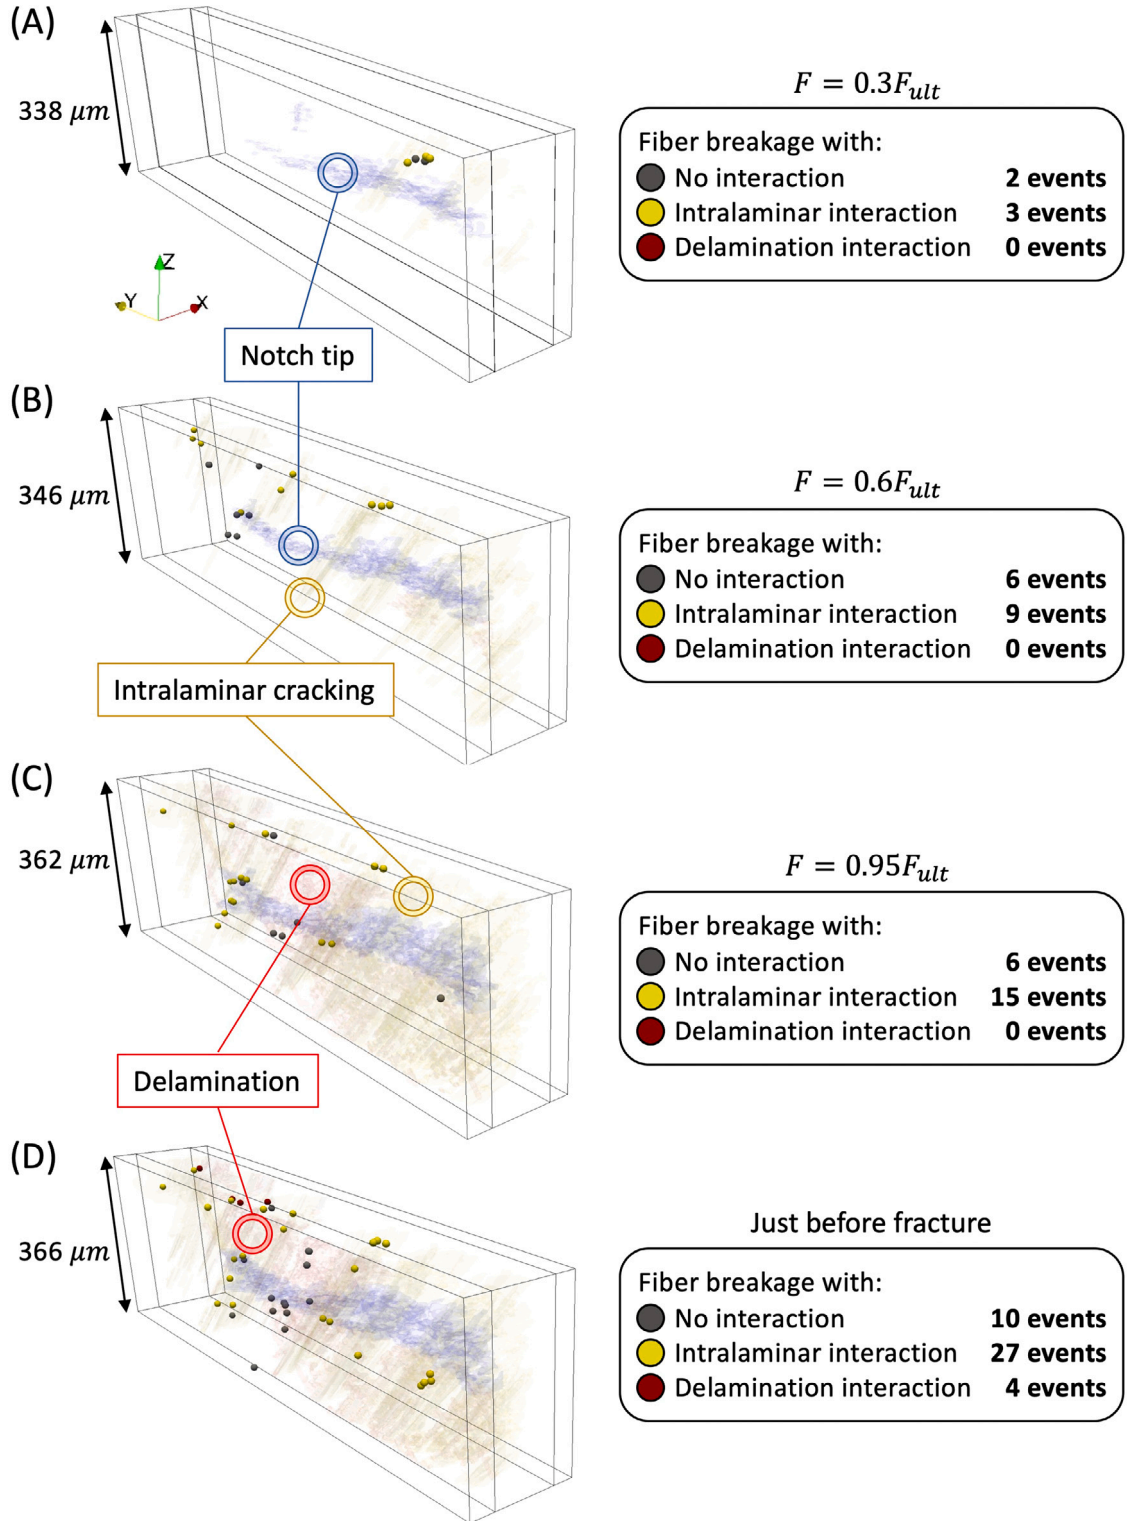 (A)
338 μm
F = 0.3F_ult
Fiber breakage with:
No interaction 2 events
Intralaminar interaction 3 events
Delamination interaction 0 events
Z
Y
X
Notch tip
(B)
346 μm
F = 0.6F_ult
Fiber breakage with:
No interaction 6 events
Intralaminar interaction 9 events
Delamination interaction 0 events
Intralaminar cracking
(C)
362 μm
F = 0.95F_ult
Fiber breakage with:
No interaction 6 events
Intralaminar interaction 15 events
Delamination interaction 0 events
Delamination
(D)
366 μm
Just before fracture
Fiber breakage with:
No interaction 10 events
Intralaminar interaction 27 events
Delamination interaction 4 events